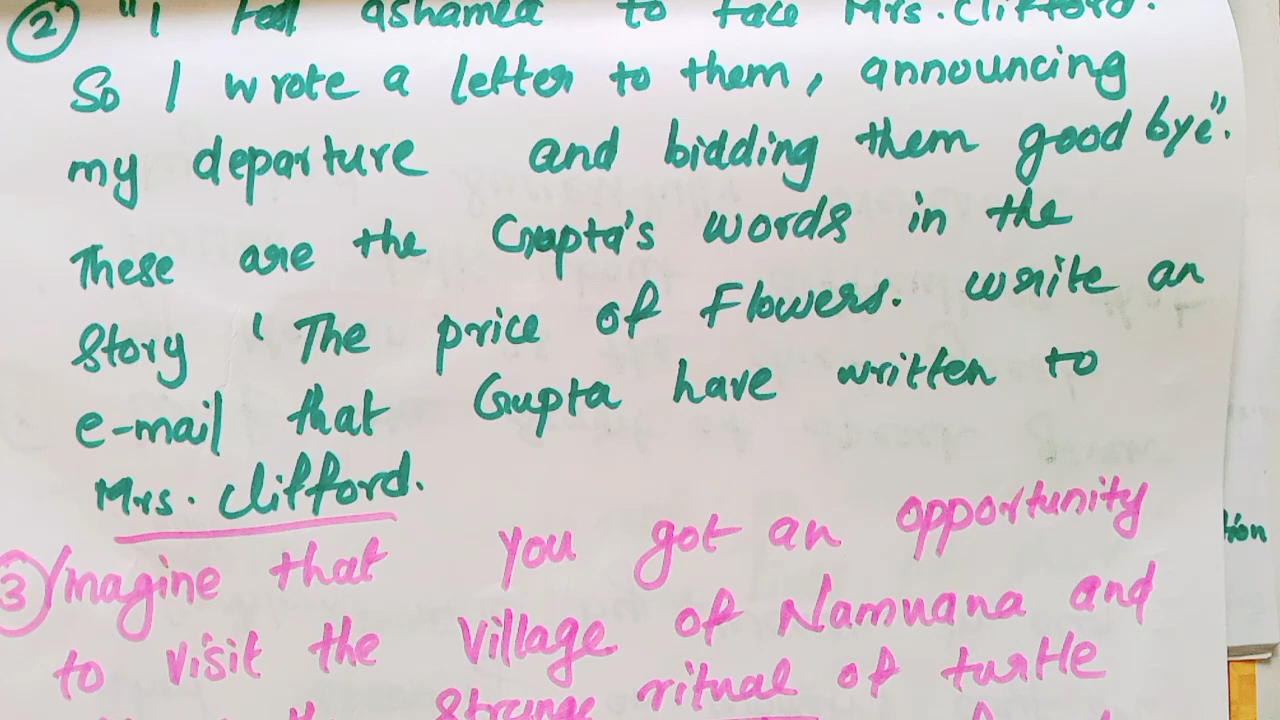 ② "I feel ashamed to face Mrs. Clifford.
So I wrote a letter to them, announcing
my departure and bidding them good bye".
These are the Gupta's words in the
Story ' The price of Flowers. write an
e-mail that Gupta have written to
Mrs. Clifford.
③ Imagine that you got an opportunity
to visit the Village of Namuana and
strange ritual of turtle
tion